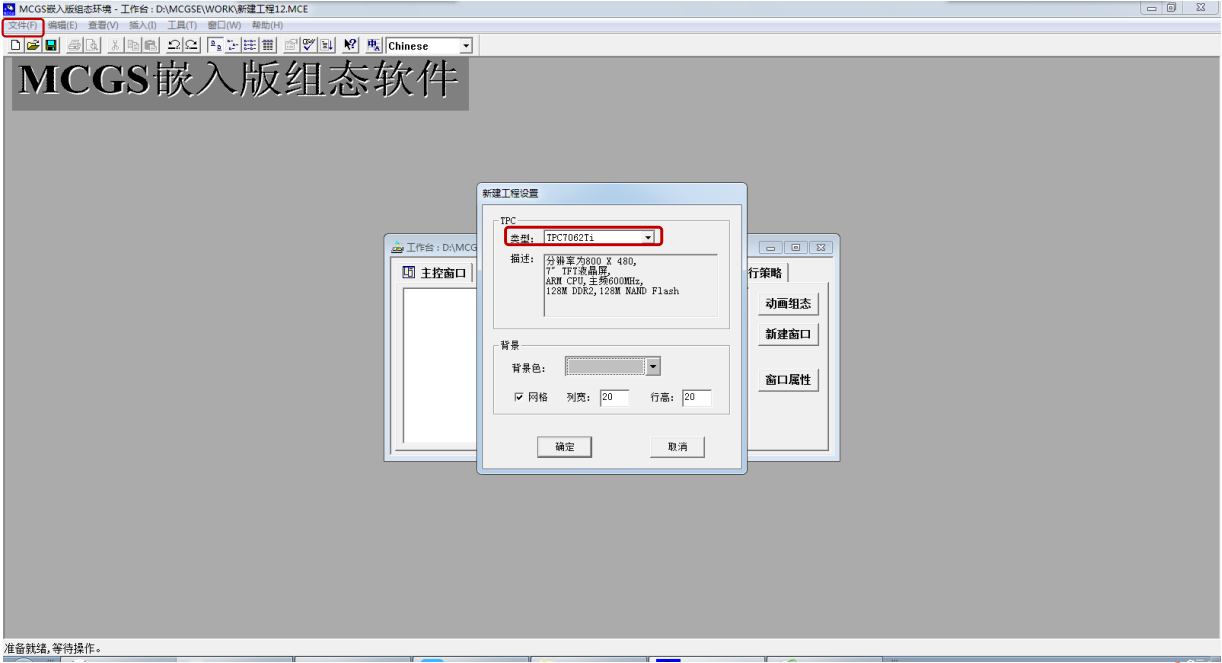 MCGS嵌入版组态环境 - 工作台 : D:\MCGSE\WORK\新建工程12.MCE
文件(F) 编辑(E) 查看(V) 插入(I) 工具(T) 窗口(W) 帮助(H)
Chinese
MCGS嵌入版组态软件
新建工程设置
TPC
类型: TPC7062Ti
描述: 分辨率为800 X 480,
7" TFT液晶屏,
ARM CPU,主频600MHz,
128M DDR2,128M NAND Flash
背景
背景色:
网格 列宽: 20 行高: 20
确定 取消
工作台 : D:\MCG
主控窗口
行策略
动画组态
新建窗口
窗口属性
准备就绪,等待操作。